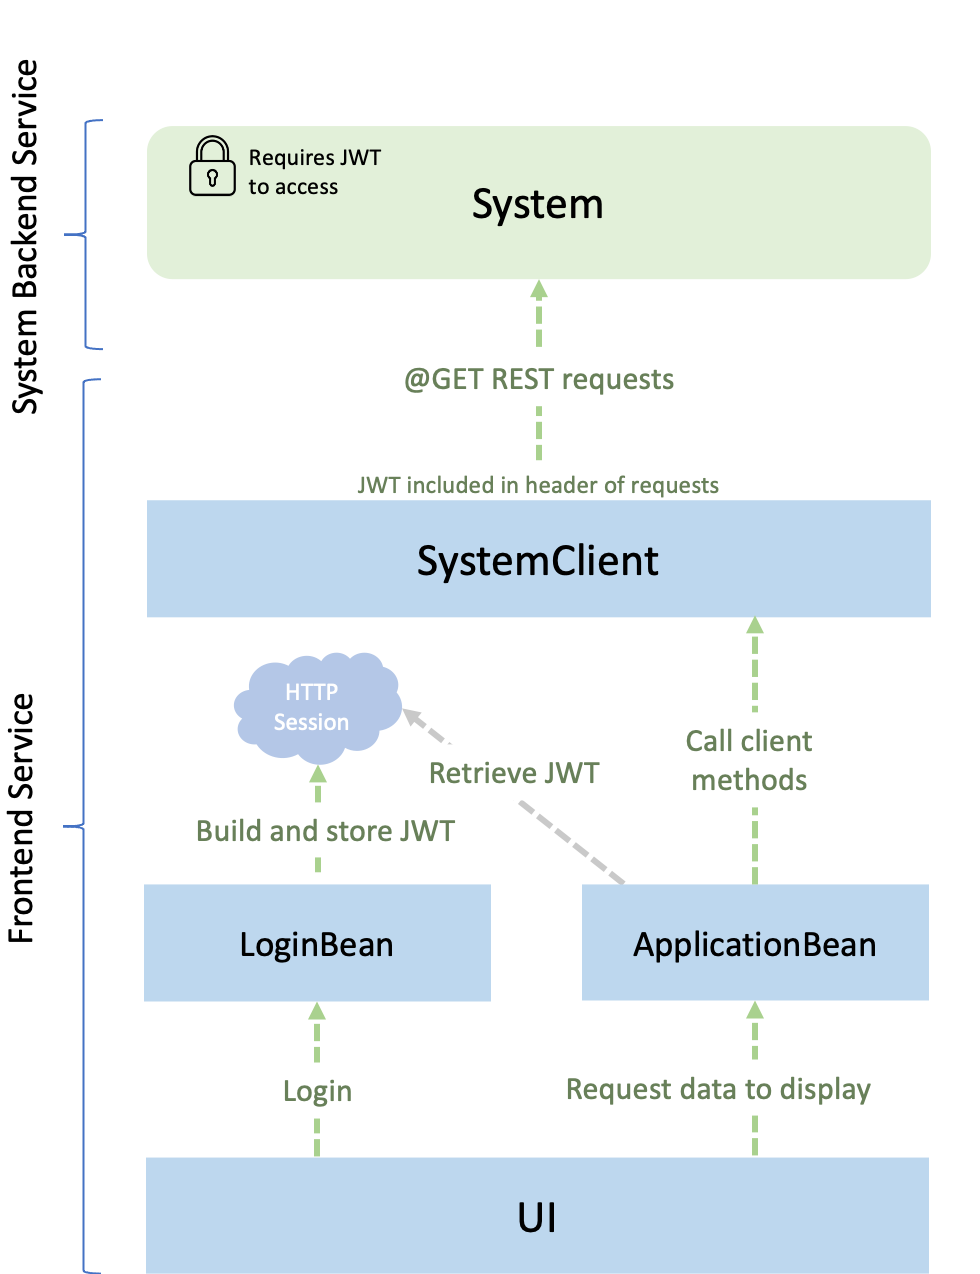 System Backend Service
Requires JWT
to access
System
@GET REST requests
JWT included in header of requests
SystemClient
Frontend Service
HTTP
Session
Retrieve JWT
Call client
methods
Build and store JWT
LoginBean
ApplicationBean
Login
Request data to display
UI